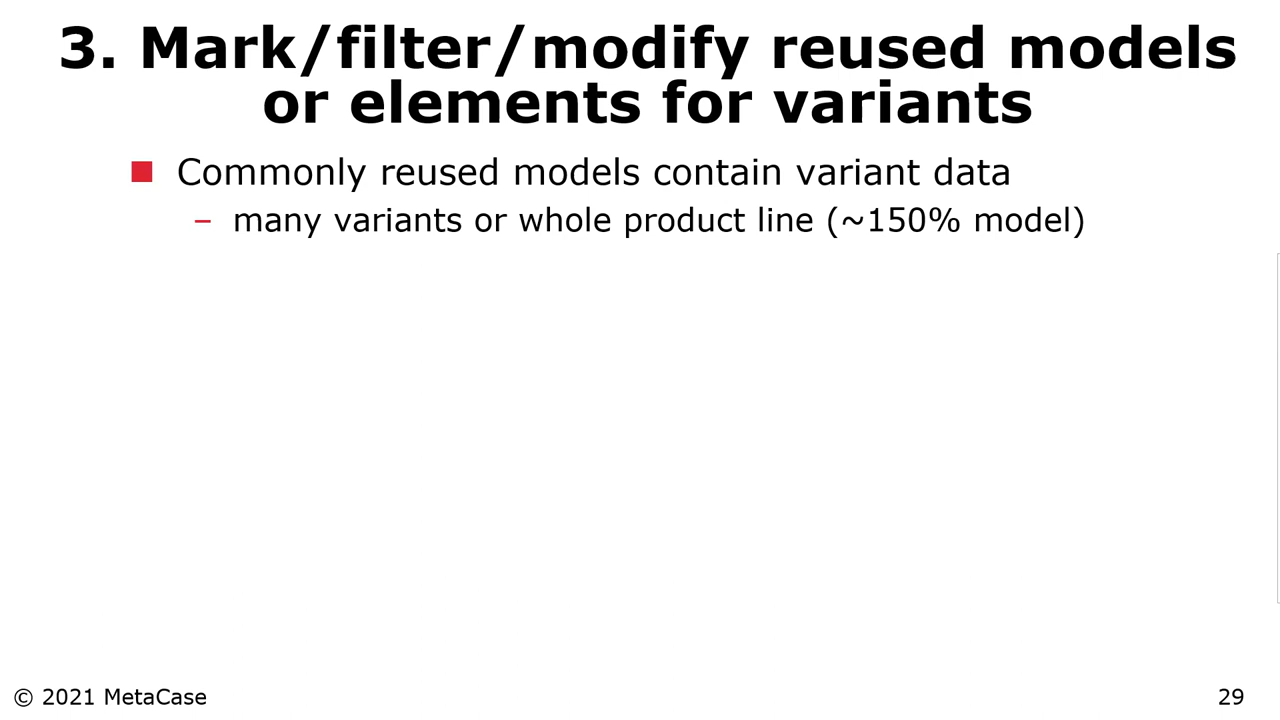 3. Mark/filter/modify reused models
or elements for variants
Commonly reused models contain variant data
– many variants or whole product line (~150% model)
© 2021 MetaCase
29